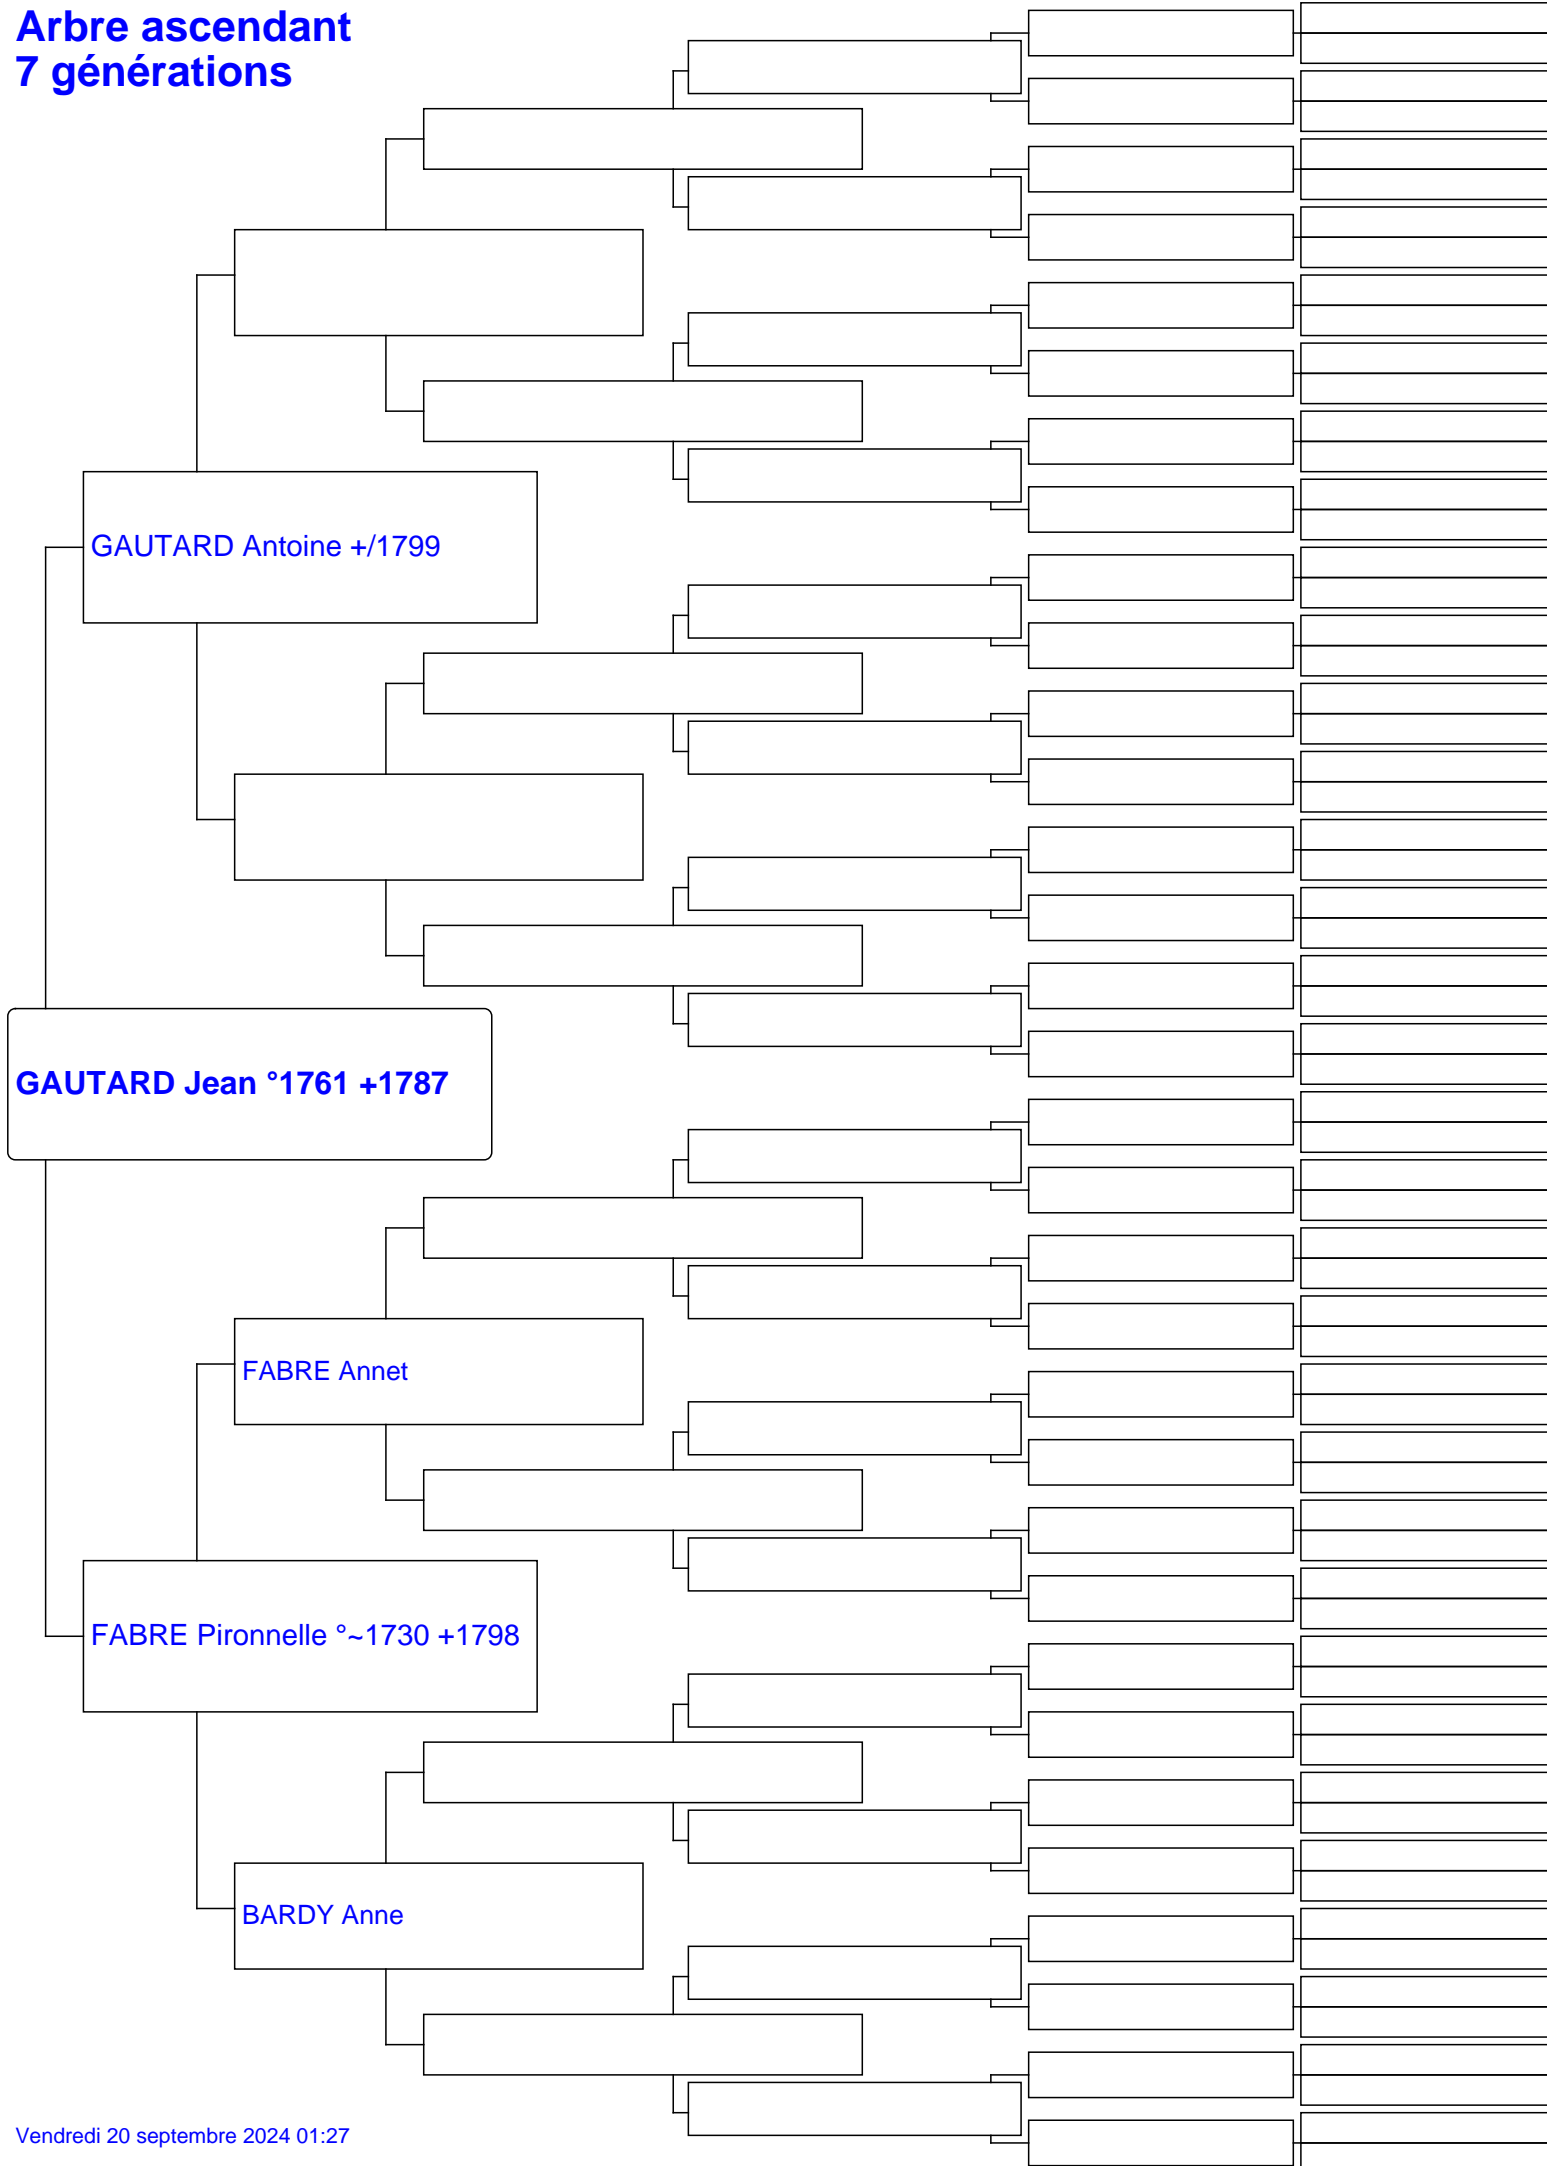 Arbre ascendant
7 générations
GAUTARD Antoine +/1799
GAUTARD Jean °1761 +1787
FABRE Annet
FABRE Pironnelle °~1730 +1798
BARDY Anne
Vendredi 20 septembre 2024 01:27